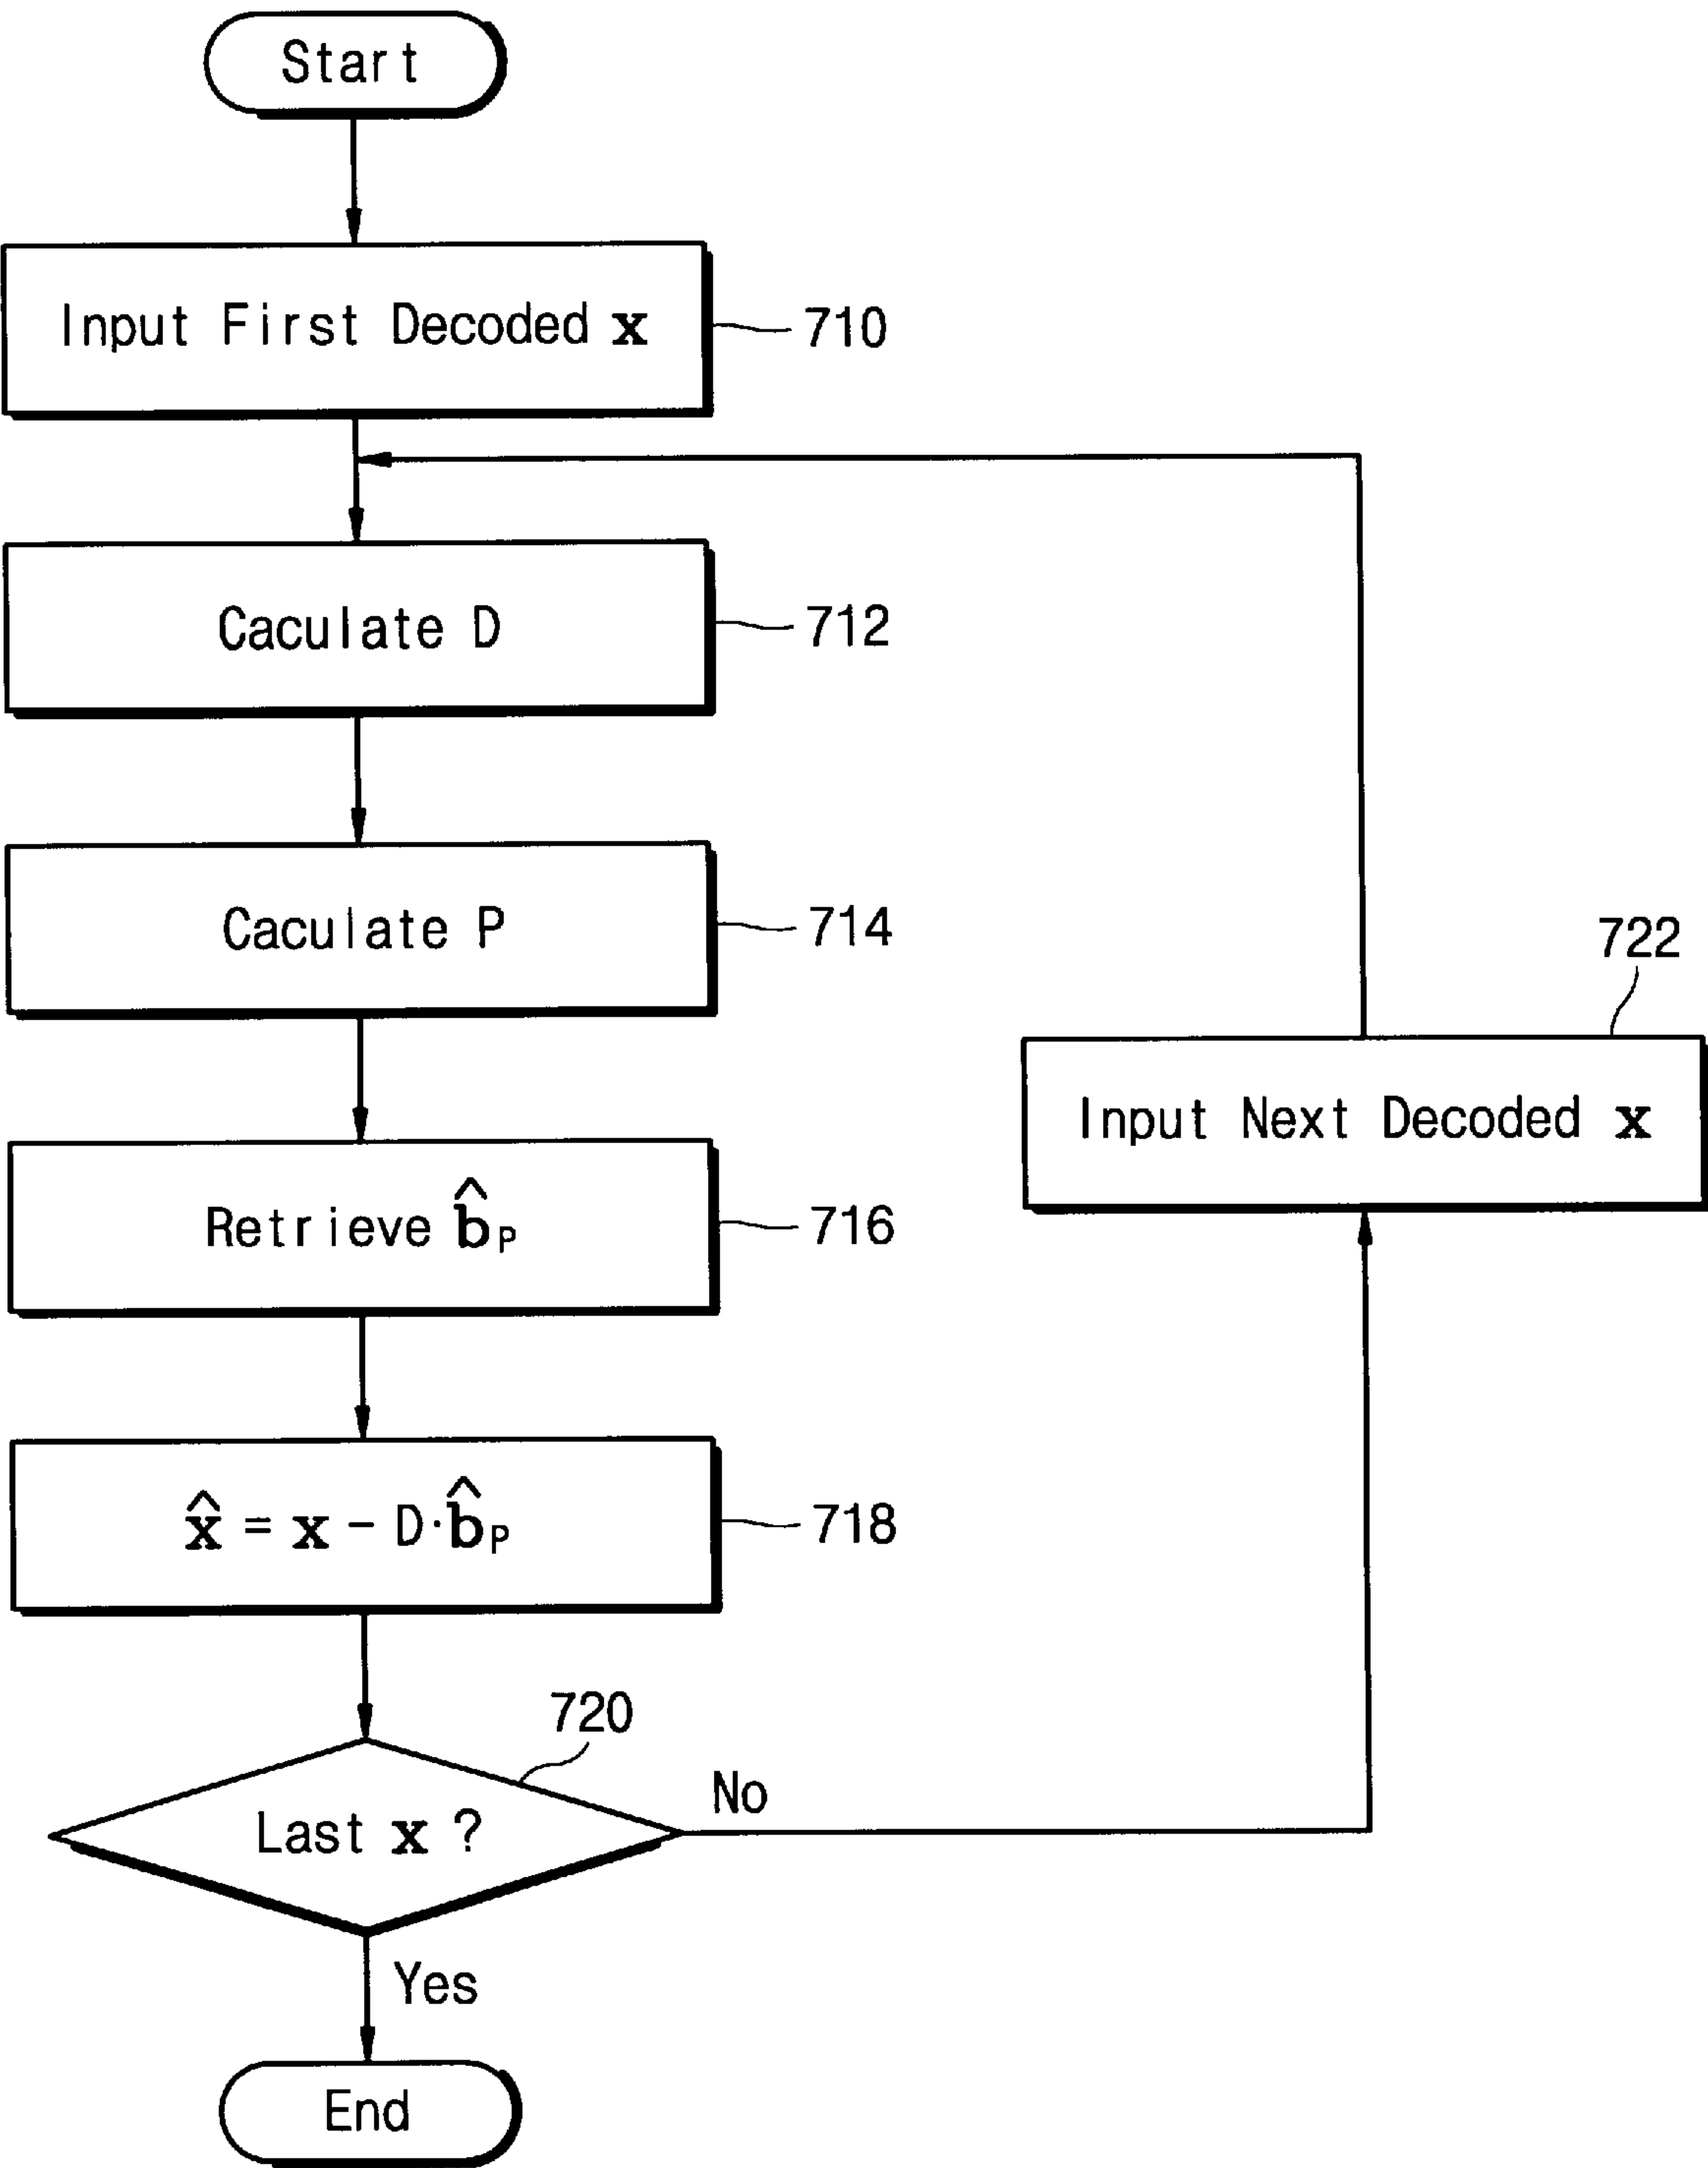 Start
Input First Decoded x
710
Caculate D
712
Caculate P
714
722
Input Next Decoded x
Retrieve b̂P
716
x̂ = x - D·b̂P
718
720
Last x ?
No
Yes
End